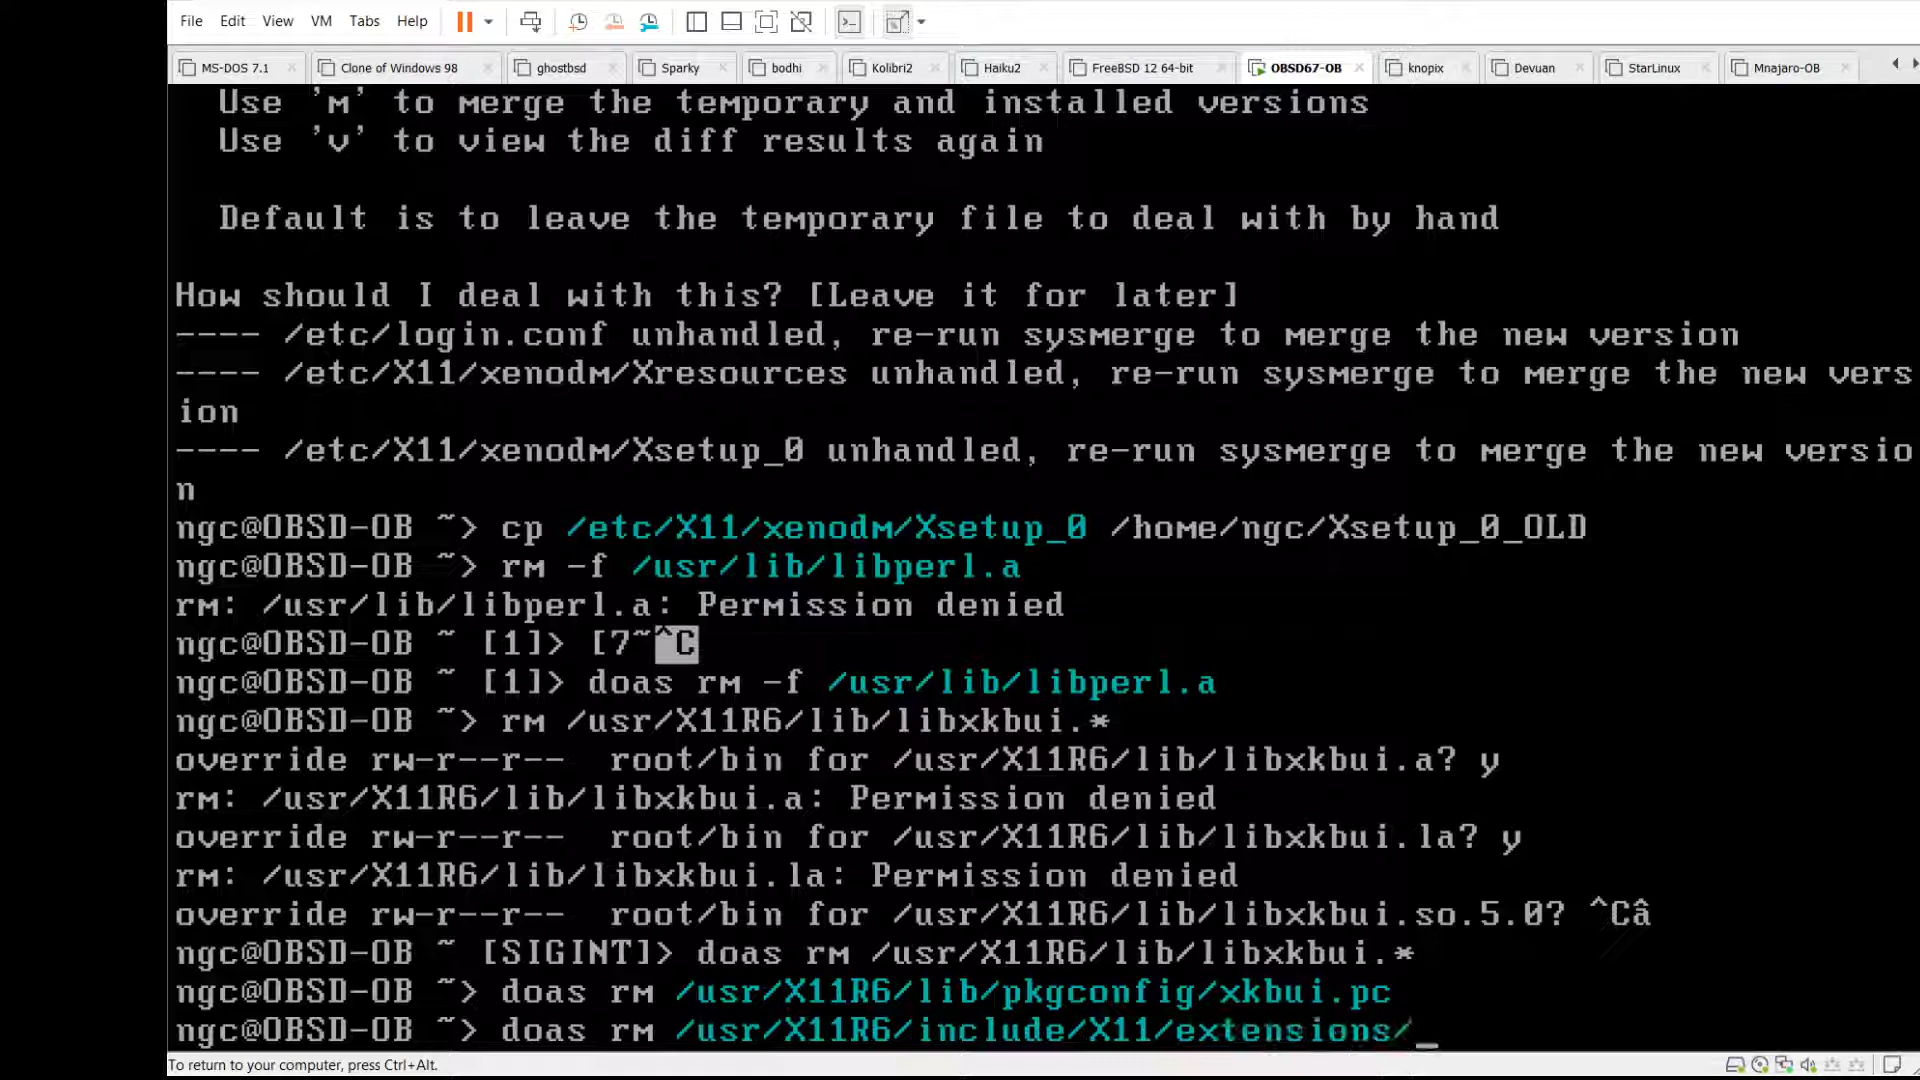 File Edit View VM Tabs Help
MS-DOS 7.1 Clone of Windows 98 ghostbsd Sparky bodhi Kolibri2 Haiku2 FreeBSD 12 64-bit OBSD67-OB knopix Devuan StarLinux Mnajaro-OB
Use 'm' to merge the temporary and installed versions
Use 'v' to view the diff results again
Default is to leave the temporary file to deal with by hand
How should I deal with this? [Leave it for later]
---- /etc/login.conf unhandled, re-run sysmerge to merge the new version
---- /etc/X11/xenodm/Xresources unhandled, re-run sysmerge to merge the new vers
ion
---- /etc/X11/xenodm/Xsetup_0 unhandled, re-run sysmerge to merge the new versio
n
ngc@OBSD-OB ~> cp /etc/X11/xenodm/Xsetup_0 /home/ngc/Xsetup_0_OLD
ngc@OBSD-OB ~> rm -f /usr/lib/libperl.a
rm: /usr/lib/libperl.a: Permission denied
ngc@OBSD-OB ~ [1]> [7~^C
ngc@OBSD-OB ~ [1]> doas rm -f /usr/lib/libperl.a
ngc@OBSD-OB ~> rm /usr/X11R6/lib/libxkbui.*
override rw-r--r--  root/bin for /usr/X11R6/lib/libxkbui.a? y
rm: /usr/X11R6/lib/libxkbui.a: Permission denied
override rw-r--r--  root/bin for /usr/X11R6/lib/libxkbui.la? y
rm: /usr/X11R6/lib/libxkbui.la: Permission denied
override rw-r--r--  root/bin for /usr/X11R6/lib/libxkbui.so.5.0? ^Câ
ngc@OBSD-OB ~ [SIGINT]> doas rm /usr/X11R6/lib/libxkbui.*
ngc@OBSD-OB ~> doas rm /usr/X11R6/lib/pkgconfig/xkbui.pc
ngc@OBSD-OB ~> doas rm /usr/X11R6/include/X11/extensions/_
To return to your computer, press Ctrl+Alt.